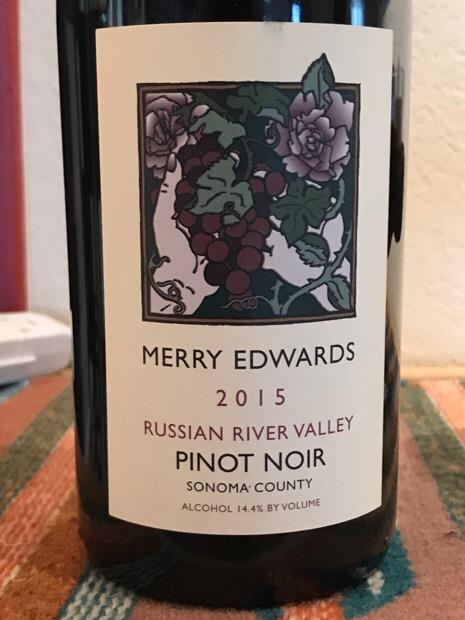 MERRY EDWARDS
2015
RUSSIAN RIVER VALLEY
PINOT NOIR
SONOMA COUNTY
ALCOHOL 14.4% BY VOLUME